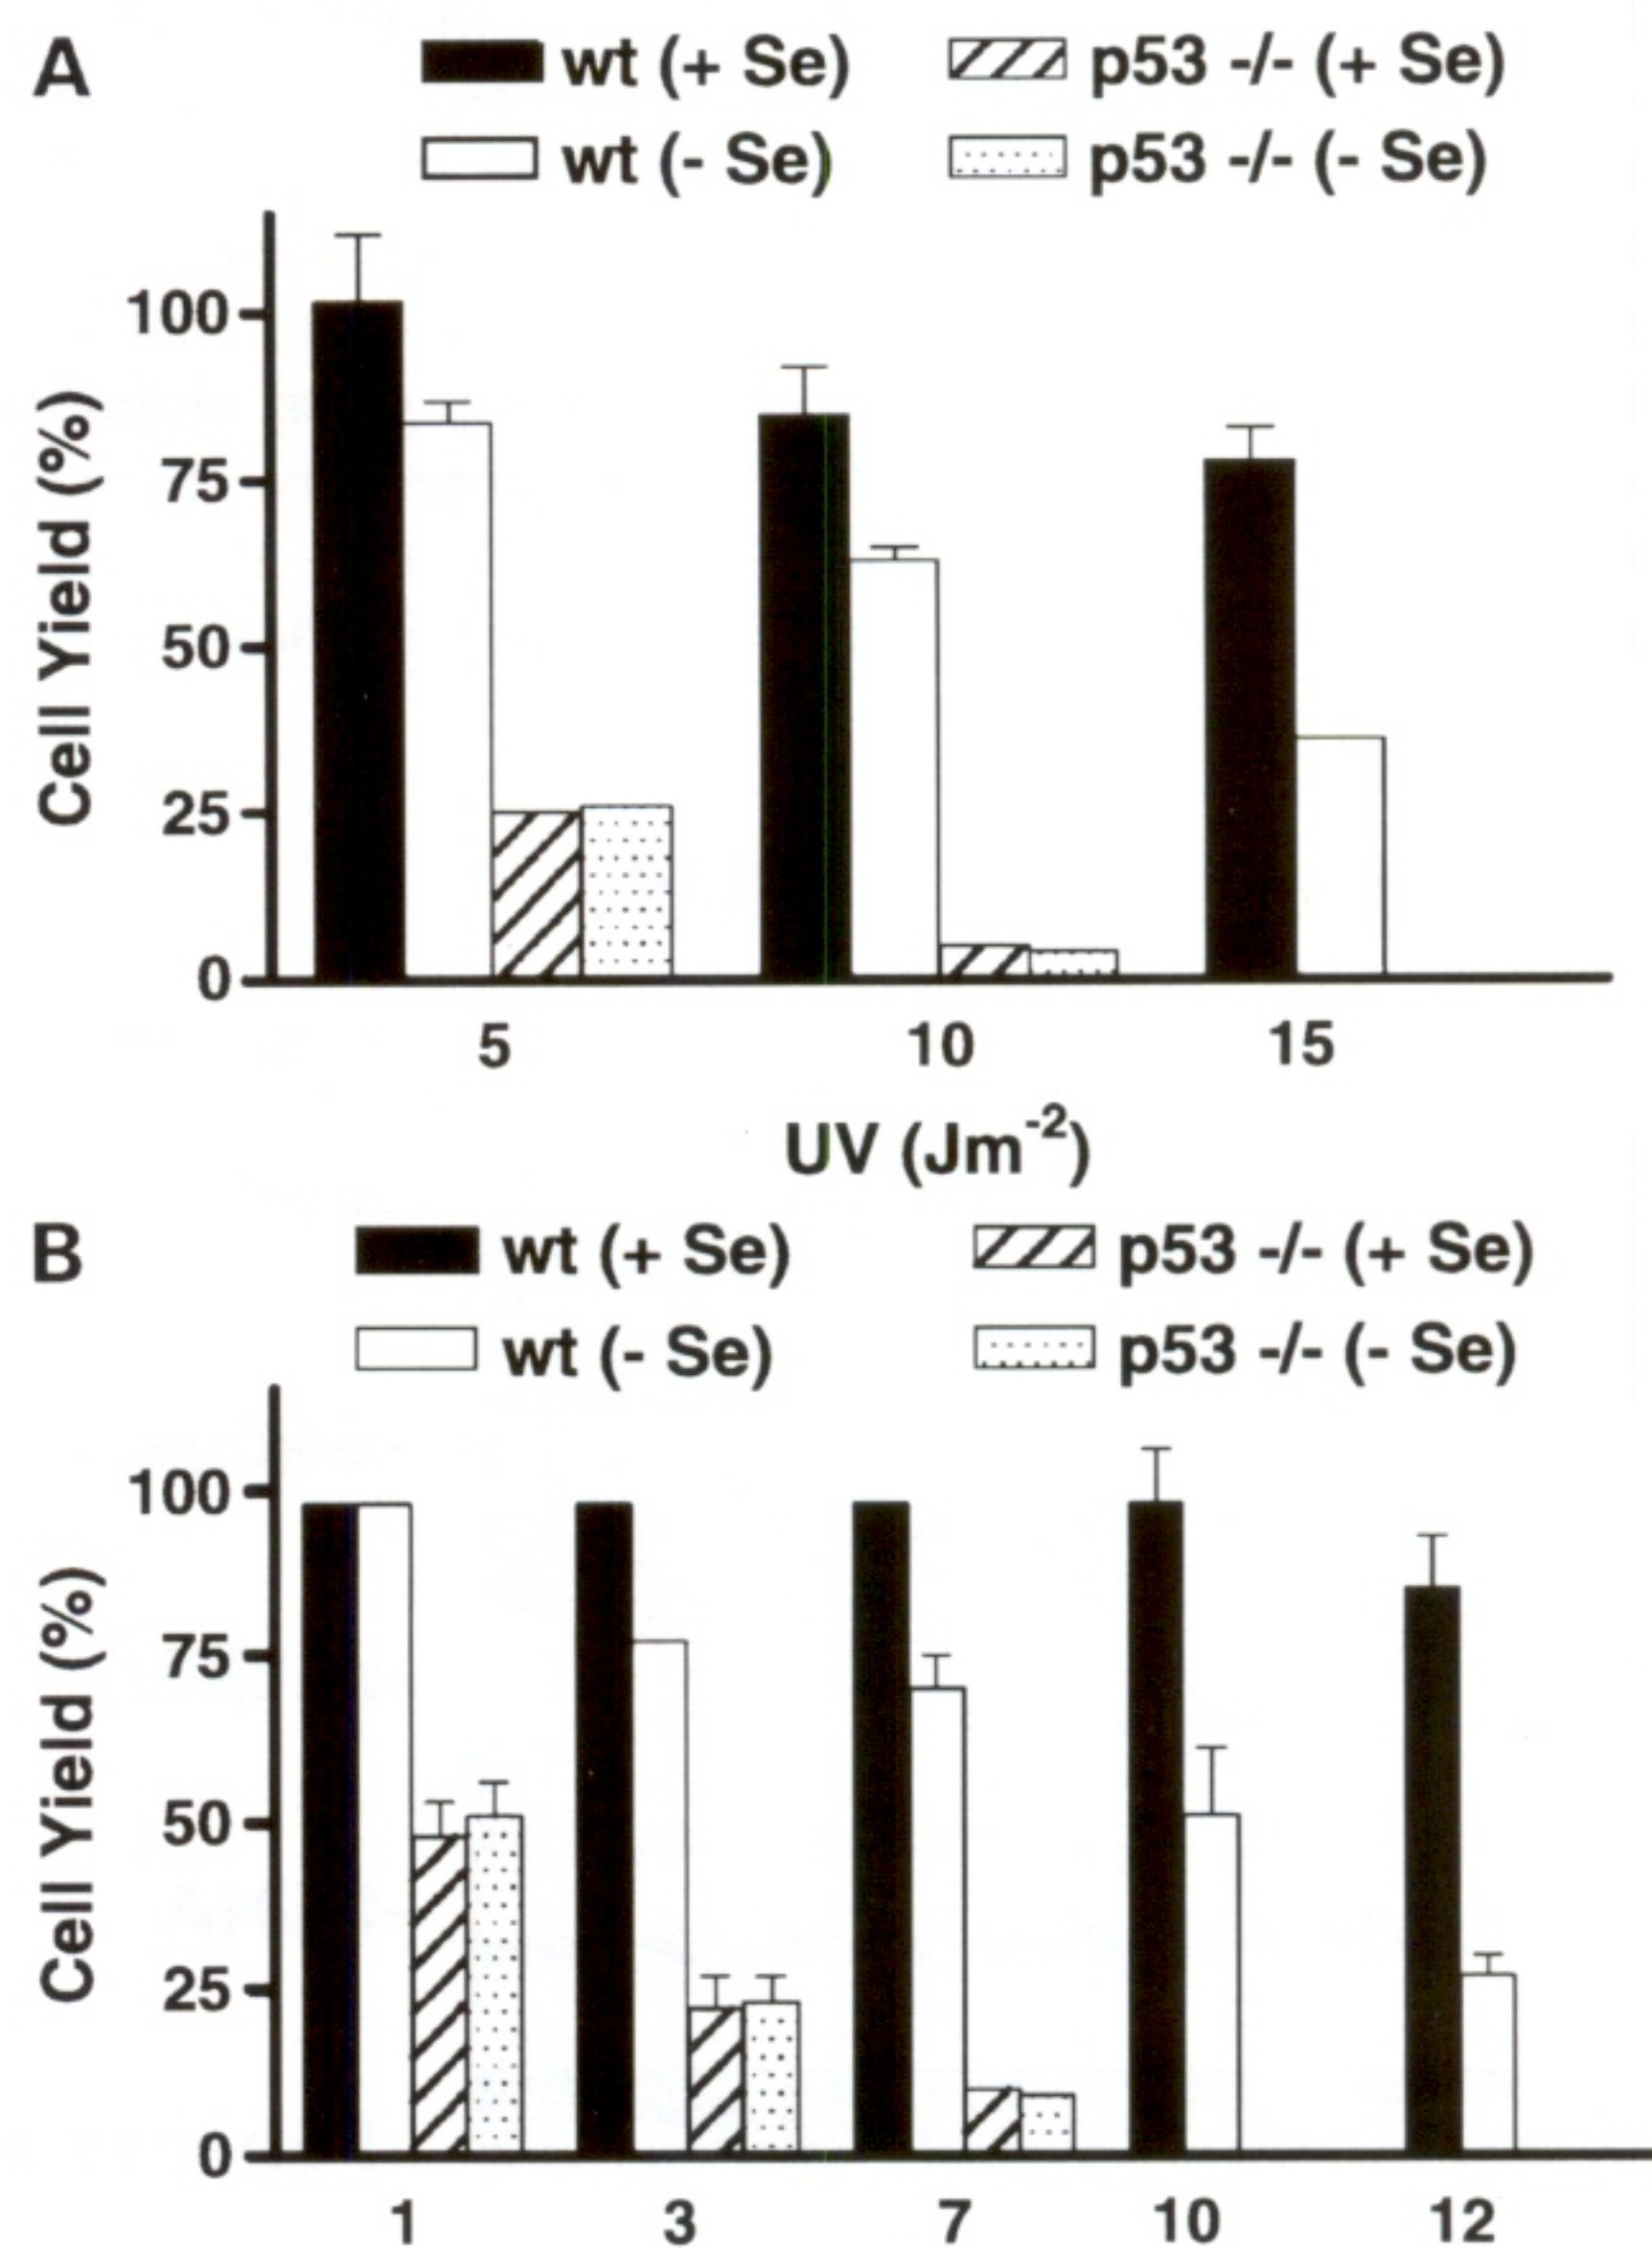 A
wt (+ Se) p53 -/- (+ Se)
wt (- Se) p53 -/- (- Se)
Cell Yield (%)
100
75
50
25
0
5 10 15
UV (Jm-2)
B
wt (+ Se) p53 -/- (+ Se)
wt (- Se) p53 -/- (- Se)
Cell Yield (%)
100
75
50
25
0
1 3 7 10 12